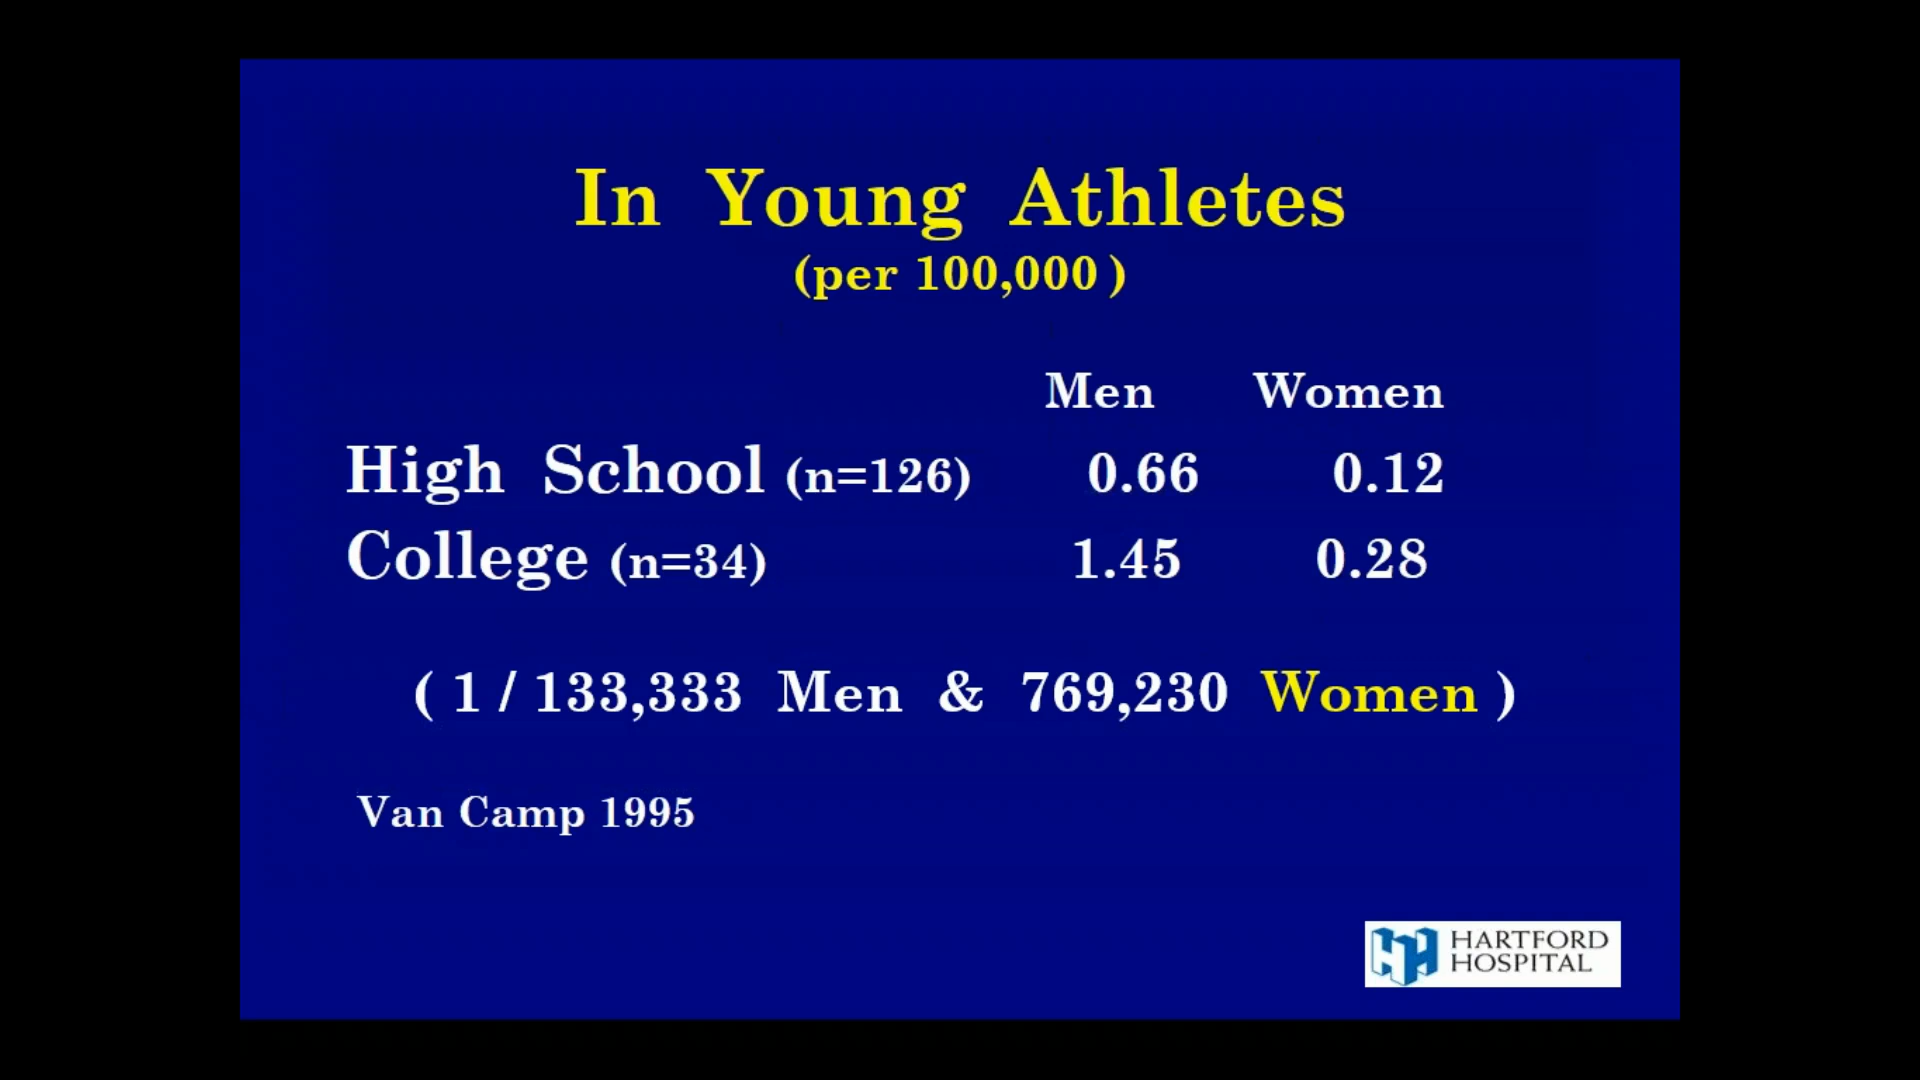 In Young Athletes
(per 100,000 )
Men Women
High School (n=126) 0.66 0.12
College (n=34) 1.45 0.28
( 1 / 133,333 Men & 769,230 Women )
Van Camp 1995
HARTFORD
HOSPITAL